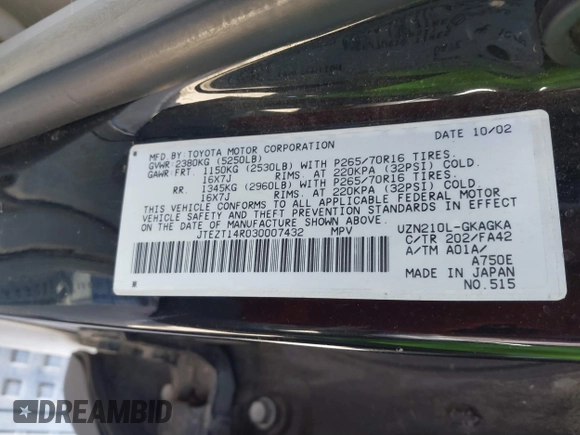 MFD BY: TOYOTA MOTOR CORPORATION DATE 10/02
GVWR: 2380KG (5250LB)
GAWR: FRT. 1150KG (2530LB) WITH P265/70R16 TIRES.
16X7J RIMS. AT 220KPA (32PSI) COLD.
RR. 1345KG (2960LB) WITH P265/70R16 TIRES.
16X7J RIMS. AT 220KPA (32PSI) COLD.
THIS VEHICLE CONFORMS TO ALL APPLICABLE FEDERAL MOTOR
VEHICLE SAFETY AND THEFT PREVENTION STANDARDS IN EFFECT
ON THE DATE OF MANUFACTURE SHOWN ABOVE.
JTEZT14R030007432 MPV UZN210L-GKAGKA
C/TR 202/FA42
A/TM A01A/
A750E
MADE IN JAPAN
NO.515
DREAMBID